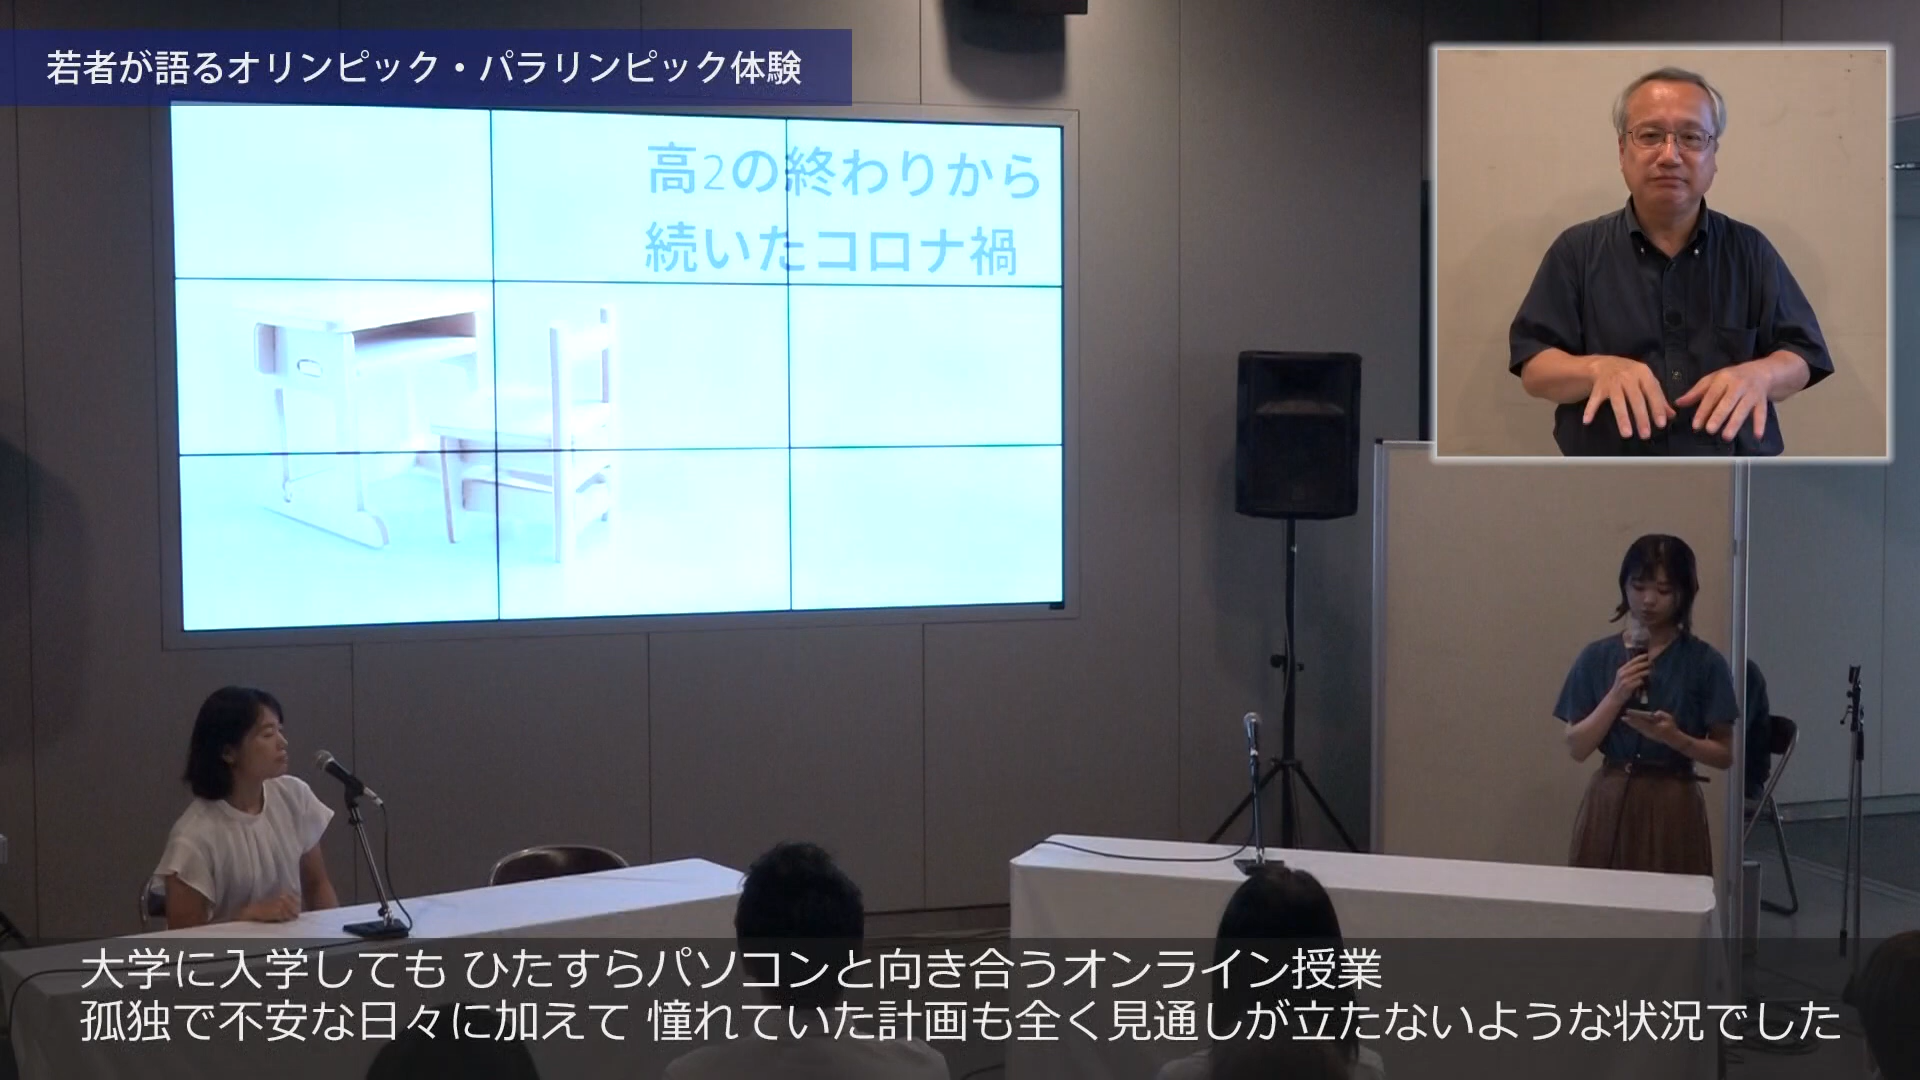 若者が語るオリンピック・パラリンピック体験
高2の終わりから
続いたコロナ禍
大学に入学しても ひたすらパソコンと向き合うオンライン授業
孤独で不安な日々に加えて 憧れていた計画も全く見通しが立たないような状況でした